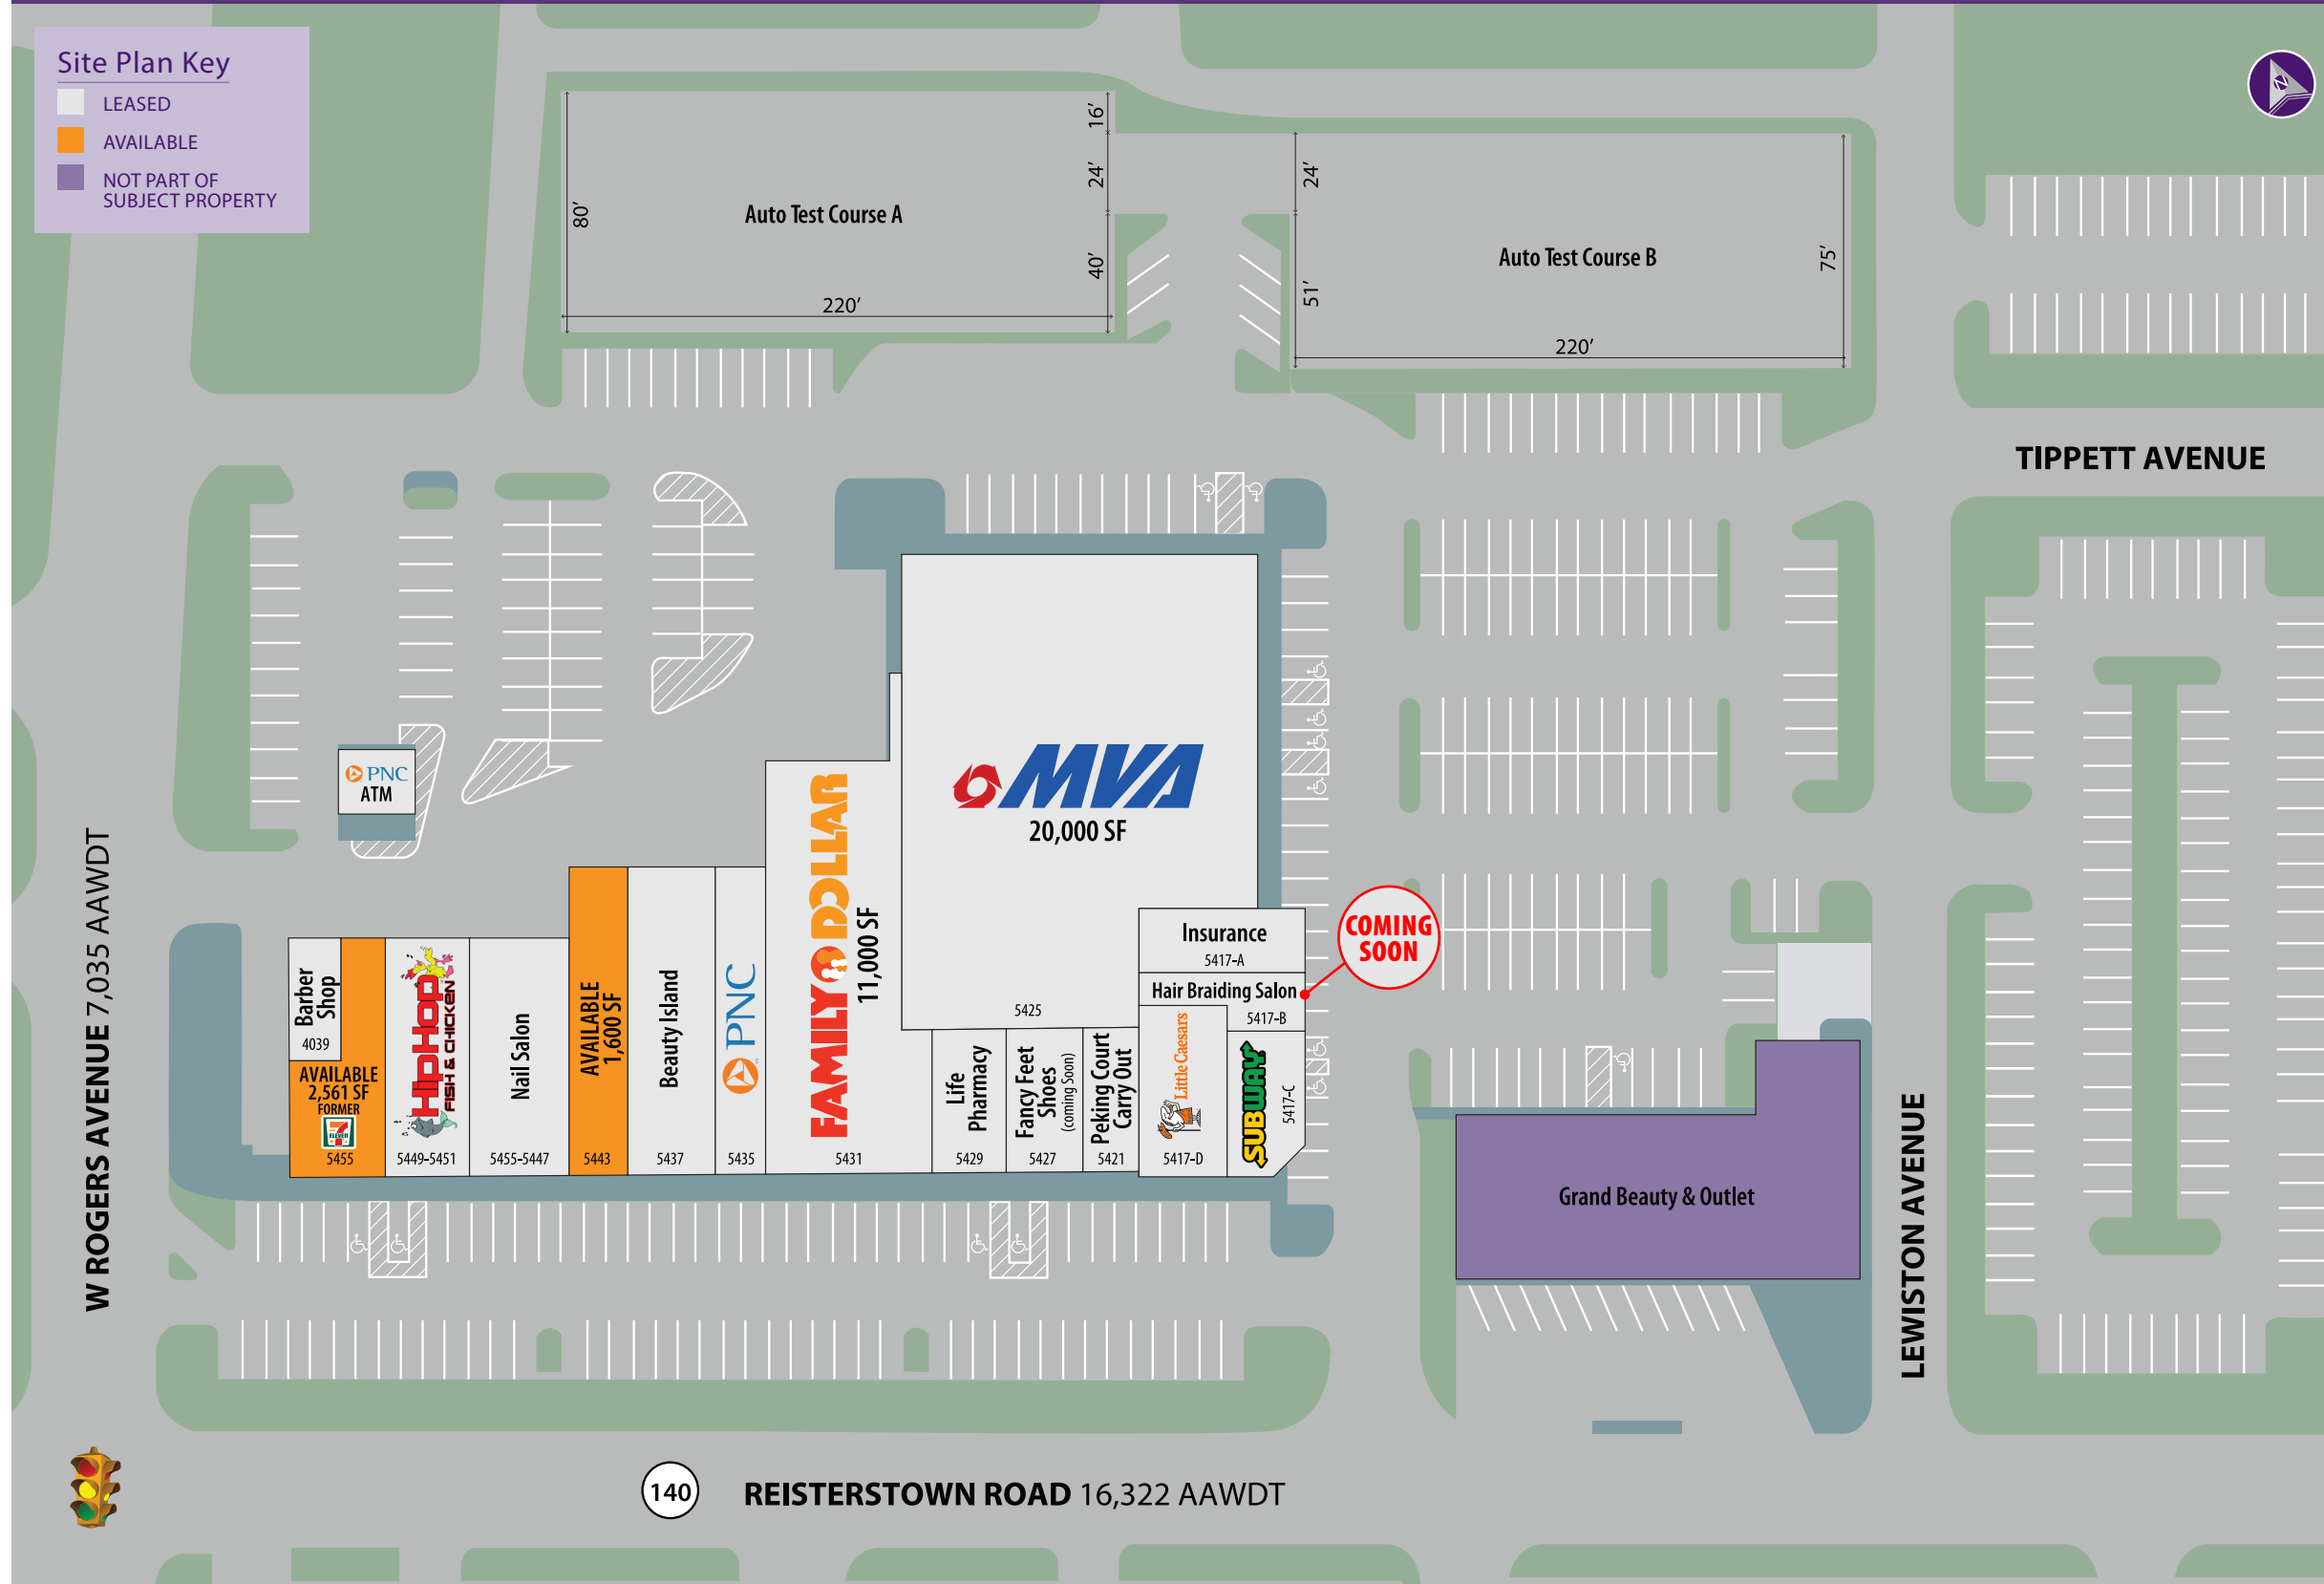 Site Plan Key
LEASED
AVAILABLE
NOT PART OF
SUBJECT PROPERTY
N
80'
Auto Test Course A
16'
24'
40'
220'
24'
51'
Auto Test Course B
75'
220'
TIPPETT AVENUE
PNC
ATM
MVA
20,000 SF
W ROGERS AVENUE 7,035 AAWDT
Barber
Shop
4039
AVAILABLE
2,561 SF
FORMER
7
ELEVEN
5455
HipHop
FISH & CHICKEN
5449-5451
Nail Salon
5455-5447
AVAILABLE
1,600 SF
5443
Beauty Island
5437
PNC
5435
FAMILY DOLLAR
11,000 SF
5431
5425
Life
Pharmacy
5429
Fancy Feet
Shoes
(coming Soon)
5427
Peking Court
Carry Out
5421
Insurance
5417-A
Hair Braiding Salon
5417-B
COMING
SOON
Little Caesars
5417-D
SUBWAY
5417-C
Grand Beauty & Outlet
LEWISTON AVENUE
140
REISTERSTOWN ROAD 16,322 AAWDT